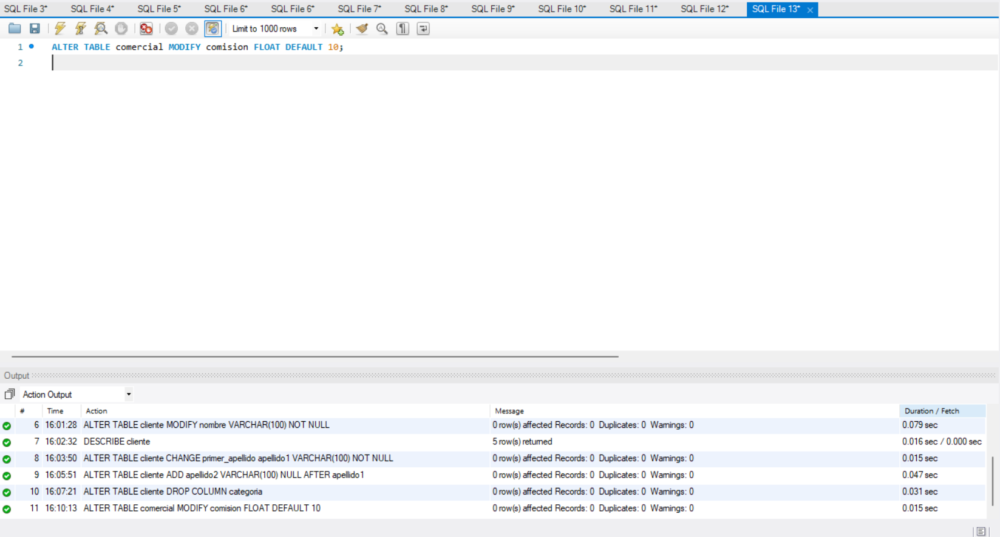 SQL File 3* SQL File 4* SQL File 5* SQL File 6* SQL File 6* SQL File 7* SQL File 8* SQL File 9* SQL File 10* SQL File 11* SQL File 12* SQL File 13* ×
Limit to 1000 rows
1 ALTER TABLE comercial MODIFY comision FLOAT DEFAULT 10;
2
Output
Action Output
# Time Action Message Duration / Fetch
6 16:01:28 ALTER TABLE cliente MODIFY nombre VARCHAR(100) NOT NULL 0 row(s) affected Records: 0 Duplicates: 0 Warnings: 0 0.079 sec
7 16:02:32 DESCRIBE cliente 5 row(s) returned 0.016 sec / 0.000 sec
8 16:03:50 ALTER TABLE cliente CHANGE primer_apellido apellido1 VARCHAR(100) NOT NULL 0 row(s) affected Records: 0 Duplicates: 0 Warnings: 0 0.015 sec
9 16:05:51 ALTER TABLE cliente ADD apellido2 VARCHAR(100) NULL AFTER apellido1 0 row(s) affected Records: 0 Duplicates: 0 Warnings: 0 0.047 sec
10 16:07:21 ALTER TABLE cliente DROP COLUMN categoria 0 row(s) affected Records: 0 Duplicates: 0 Warnings: 0 0.031 sec
11 16:10:13 ALTER TABLE comercial MODIFY comision FLOAT DEFAULT 10 0 row(s) affected Records: 0 Duplicates: 0 Warnings: 0 0.015 sec